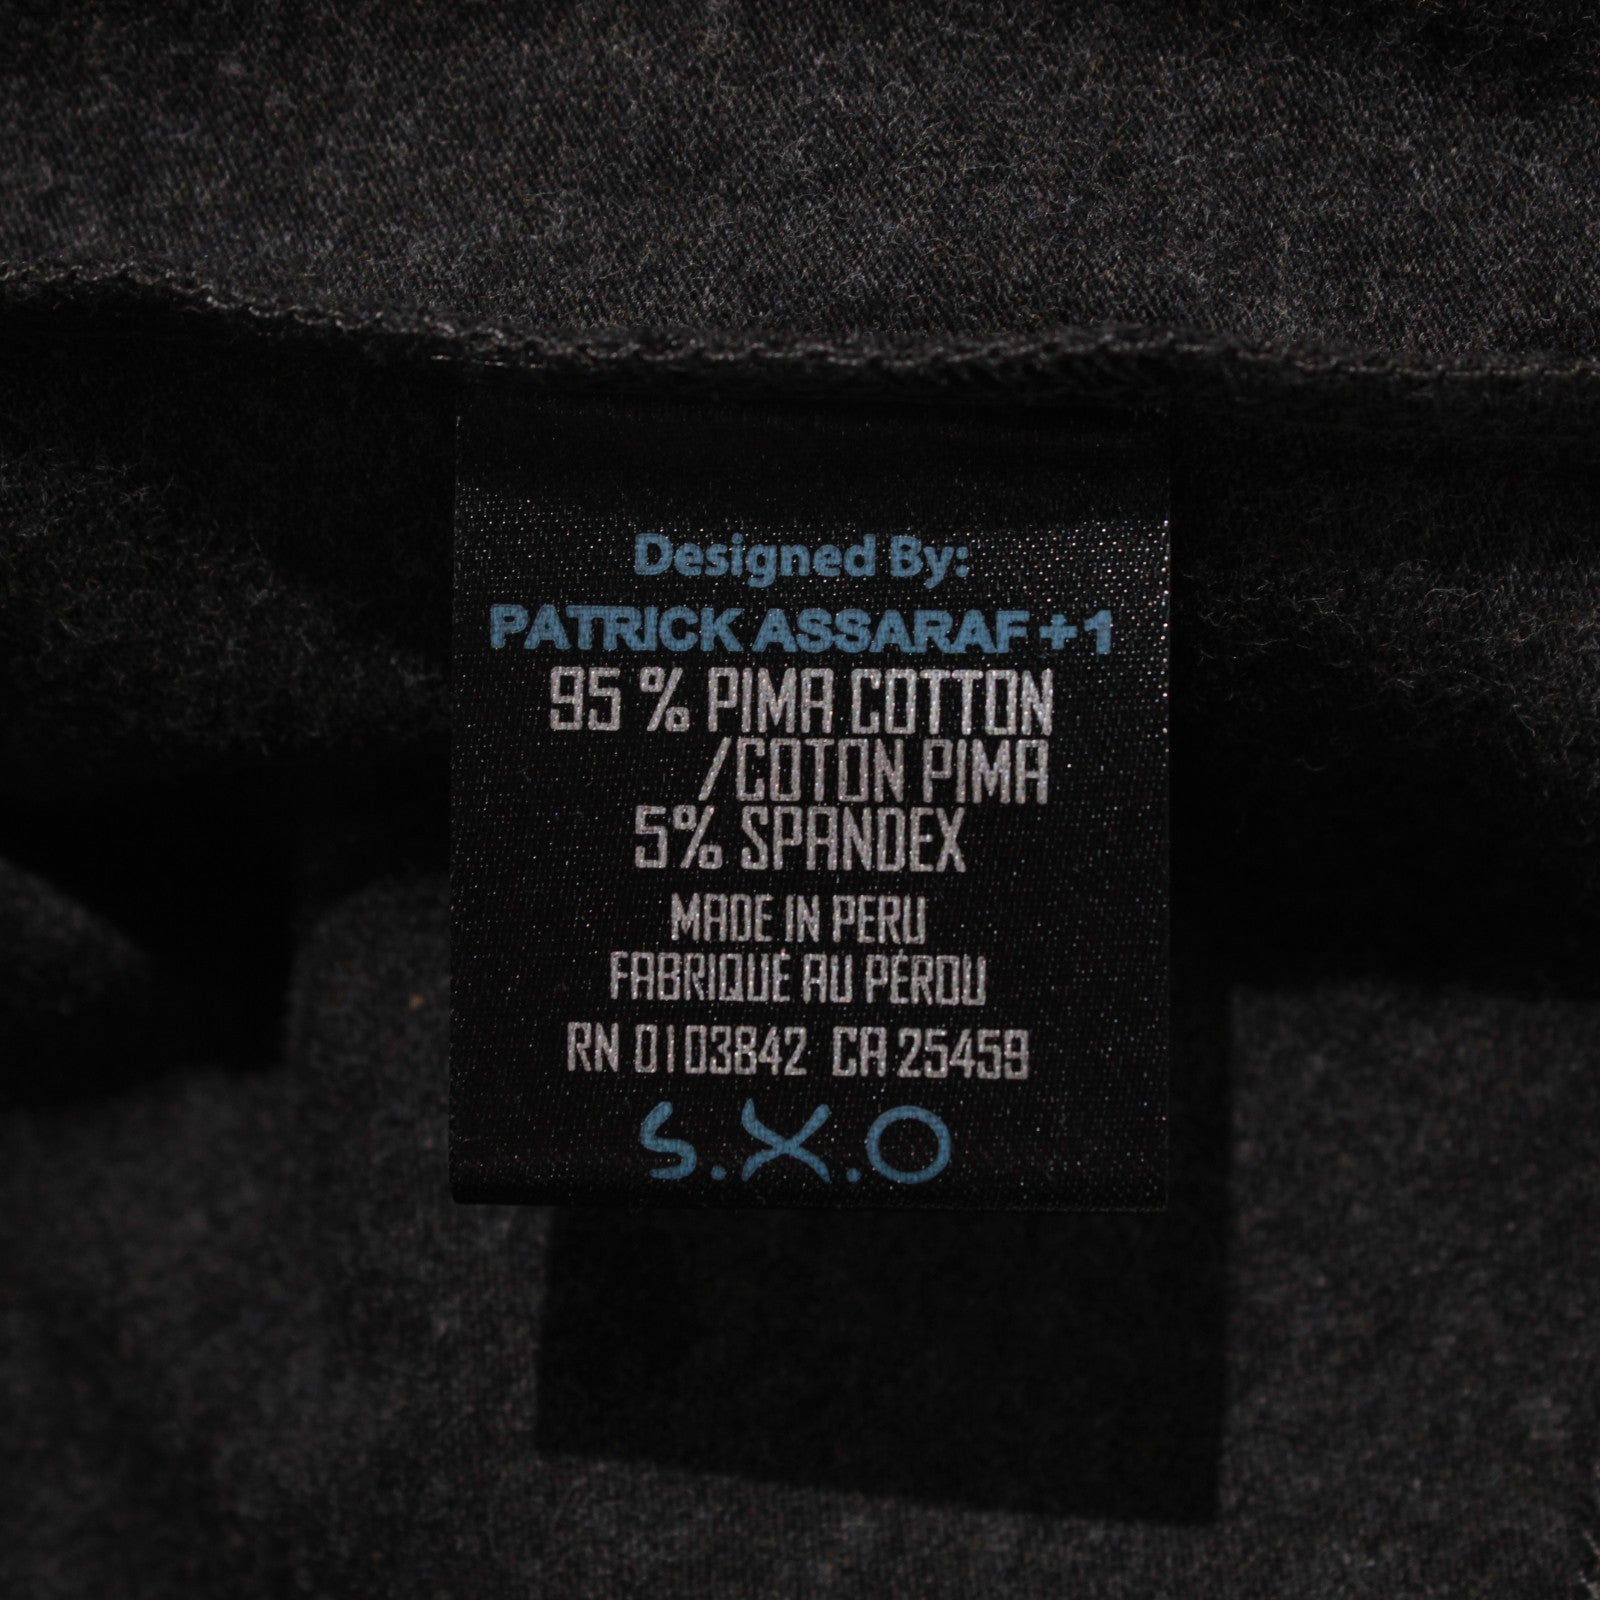 Designed By:
PATRICK ASSARAF +1
95 % PIMA COTTON
/COTON PIMA
5% SPANDEX
MADE IN PERU
FABRIQUÉ AU PÉROU
RN 0103842 CA 25459
S.X.O